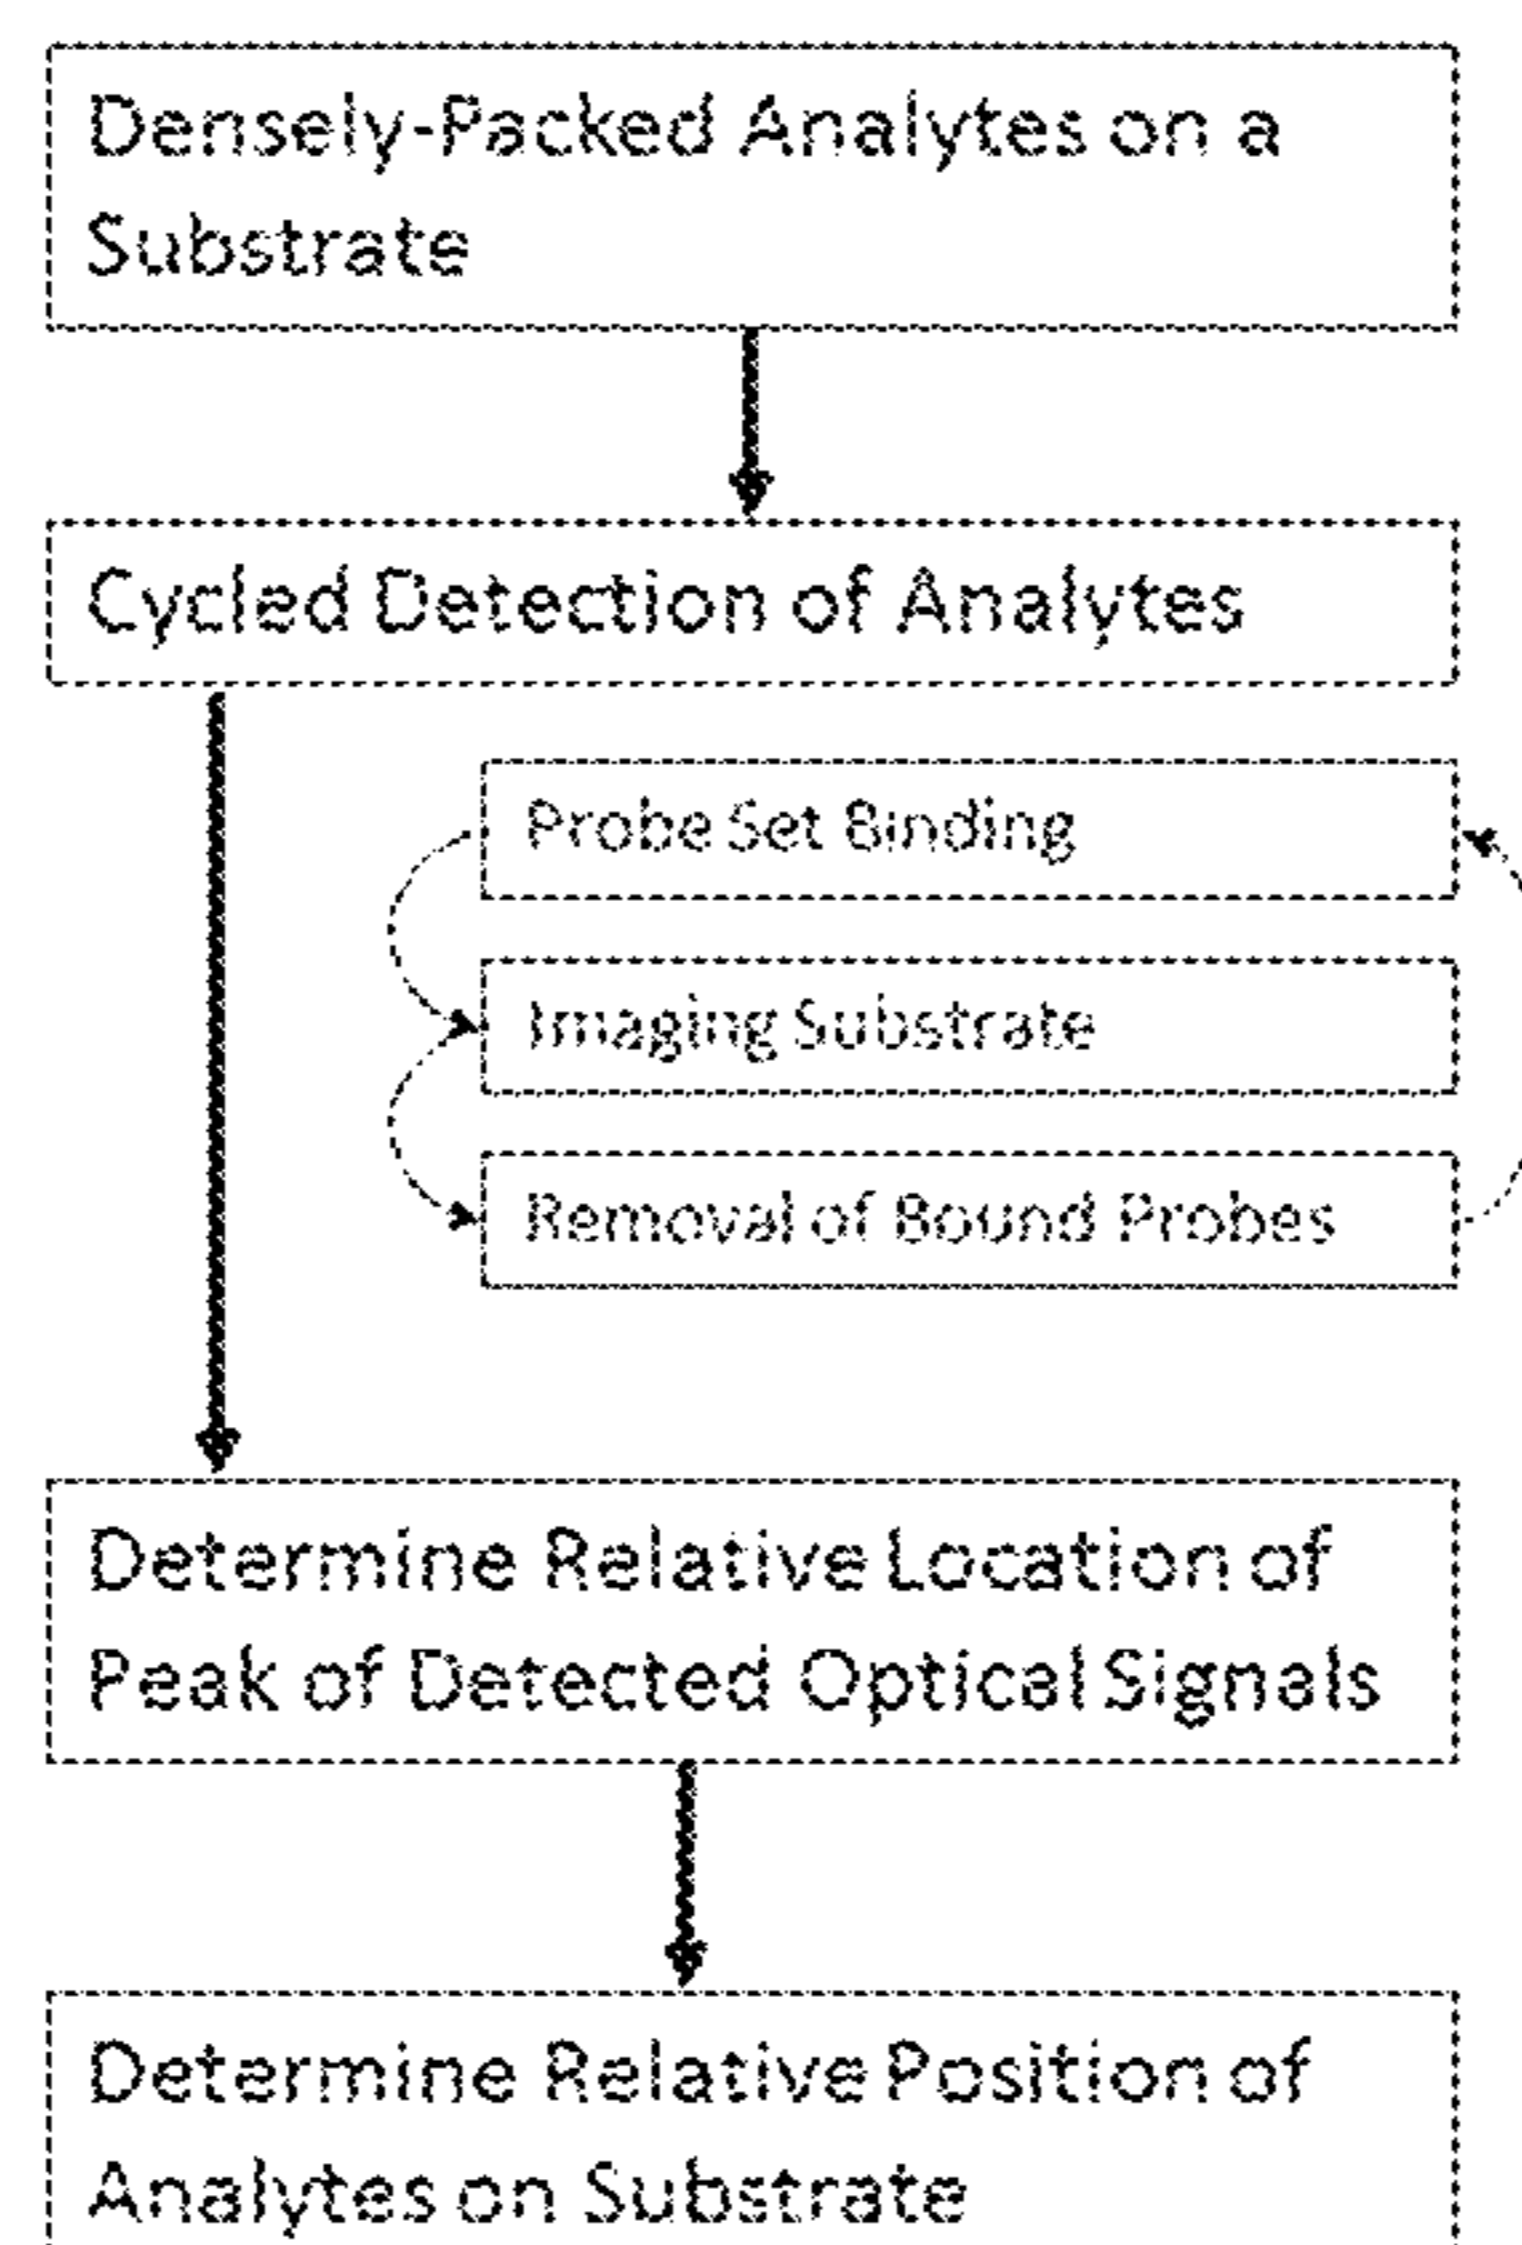 Densely-Packed Analytes on a
Substrate
Cycled Detection of Analytes
Probe Set Binding
Imaging Substrate
Removal of Bound Probes
Determine Relative Location of
Peak of Detected Optical Signals
Determine Relative Position of
Analytes on Substrate